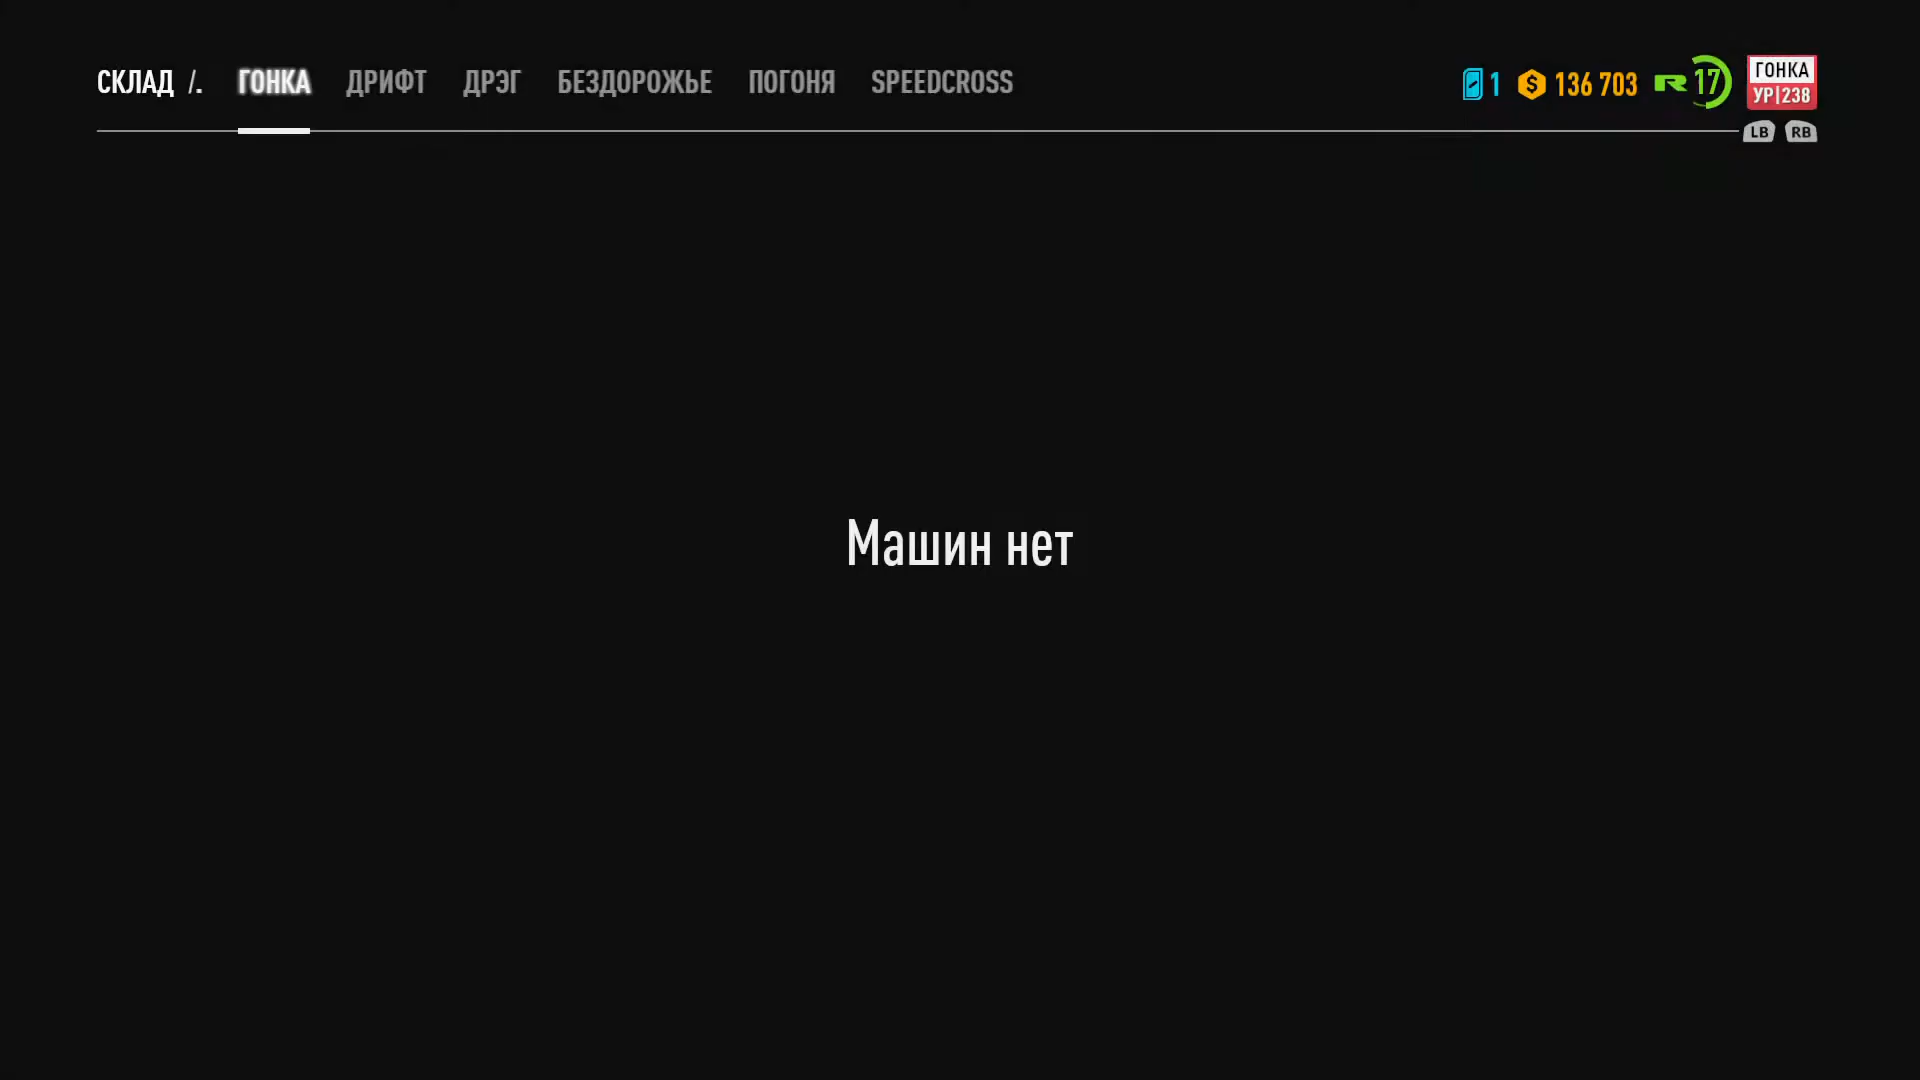 СКЛАД /. ГОНКА ДРИФТ ДРЭГ БЕЗДОРОЖЬЕ ПОГОНЯ SPEEDCROSS 1 $ 136 703 R 17 ГОНКА
УР|238
LB RB
Машин нет